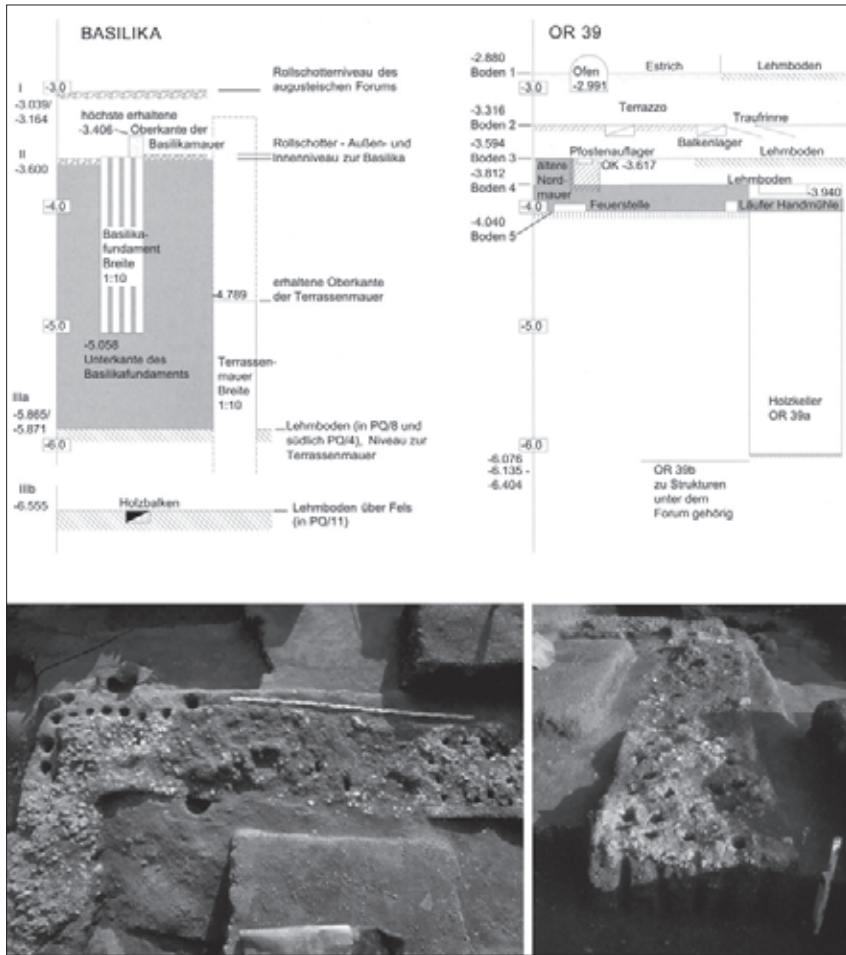 BASILIKA
I
-3.039/
-3.164
-3.0
Rollschotterniveau des
augusteischen Forums
höchste erhaltene
-3.406 Oberkante der
Basilikamauer
II
-3.600
Rollschotter - Außen- und
Innenniveau zur Basilika
-4.0
Basilika-
fundament
Breite
1:10
-4.789
erhaltene Oberkante
der Terrassenmauer
-5.0
-5.058
Unterkante des
Basilikafundaments
Terrassen-
mauer
Breite
1:10
IIIa
-5.865/
-5.871
-6.0
Lehmboden (in PQ/8 und
südlich PQ/4), Niveau zur
Terrassenmauer
IIIb
-6.555
Holzbalken
Lehmboden über Fels
(in PQ/11)
OR 39
-2.880
Boden 1
Ofen
-2.991
Estrich
Lehmboden
-3.0
-3.316
Boden 2
Terrazzo
Traufrinne
Balkenlager
-3.594
Boden 3
Pfostenauflager
OK -3.617
Lehmboden
ältere
Nord-
mauer
-3.812
Boden 4
Lehmboden
-3.940
-4.0
Feuerstelle
Läufer Handmühle
-4.040
Boden 5
-5.0
Holzkeller
OR 39a
-6.0
-6.076
-6.135 -
-6.404
OR 39b
zu Strukturen
unter dem
Forum gehörig